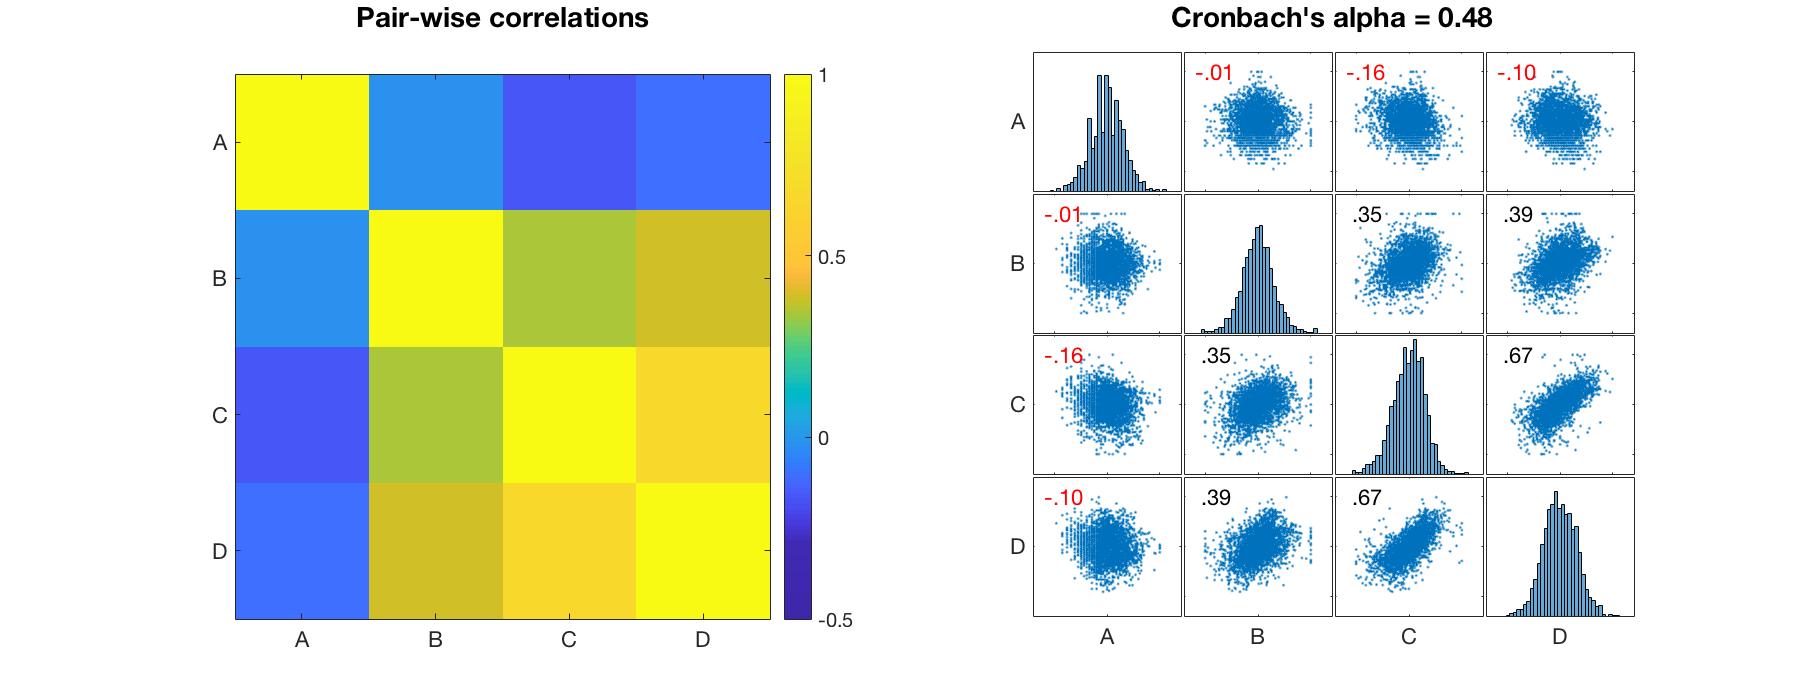 Pair-wise correlations
A
B
C
D
A B C D
1
0.5
0
-0.5
Cronbach's alpha = 0.48
A -.01 -.16 -.10
B -.01 .35 .39
C -.16 .35 .67
D -.10 .39 .67
A B C D